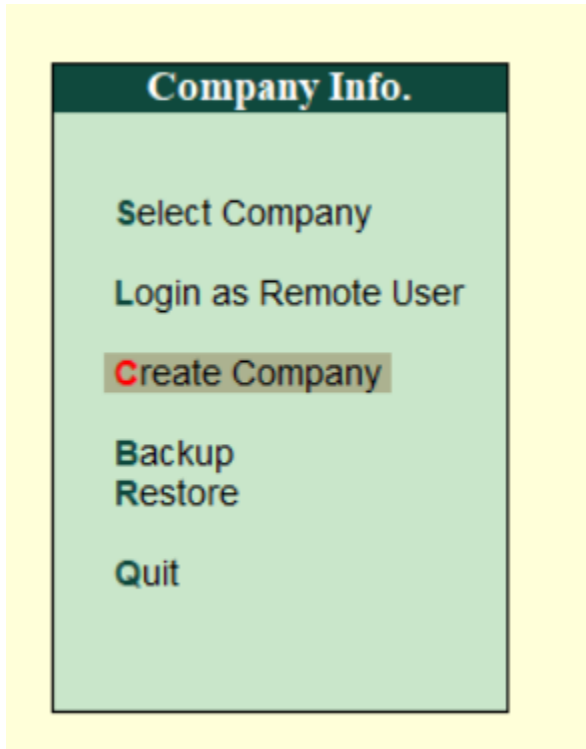 Company Info.
Select Company
Login as Remote User
Create Company
Backup
Restore
Quit